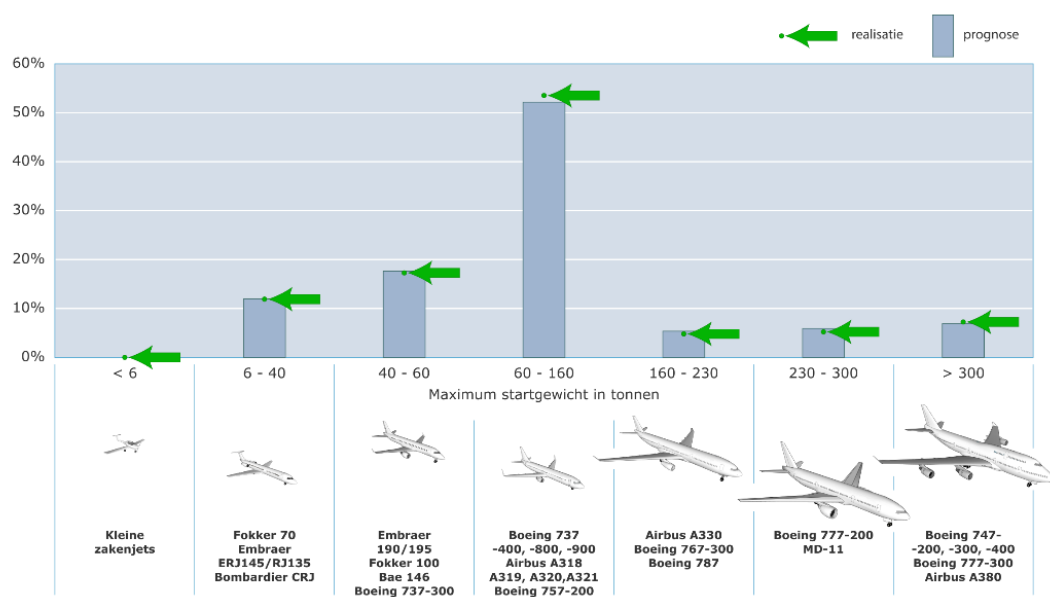 realisatie
prognose
60%
50%
40%
30%
20%
10%
0%
< 6
6 - 40
40 - 60
60 - 160
160 - 230
230 - 300
> 300
Maximum startgewicht in tonnen
Kleine
zakenjets
Fokker 70
Embraer
ERJ145/RJ135
Bombardier CRJ
Embraer
190/195
Fokker 100
Bae 146
Boeing 737-300
Boeing 737
-400, -800, -900
Airbus A318
A319, A320,A321
Boeing 757-200
Airbus A330
Boeing 767-300
Boeing 787
Boeing 777-200
MD-11
Boeing 747-
-200, -300, -400
Boeing 777-300
Airbus A380